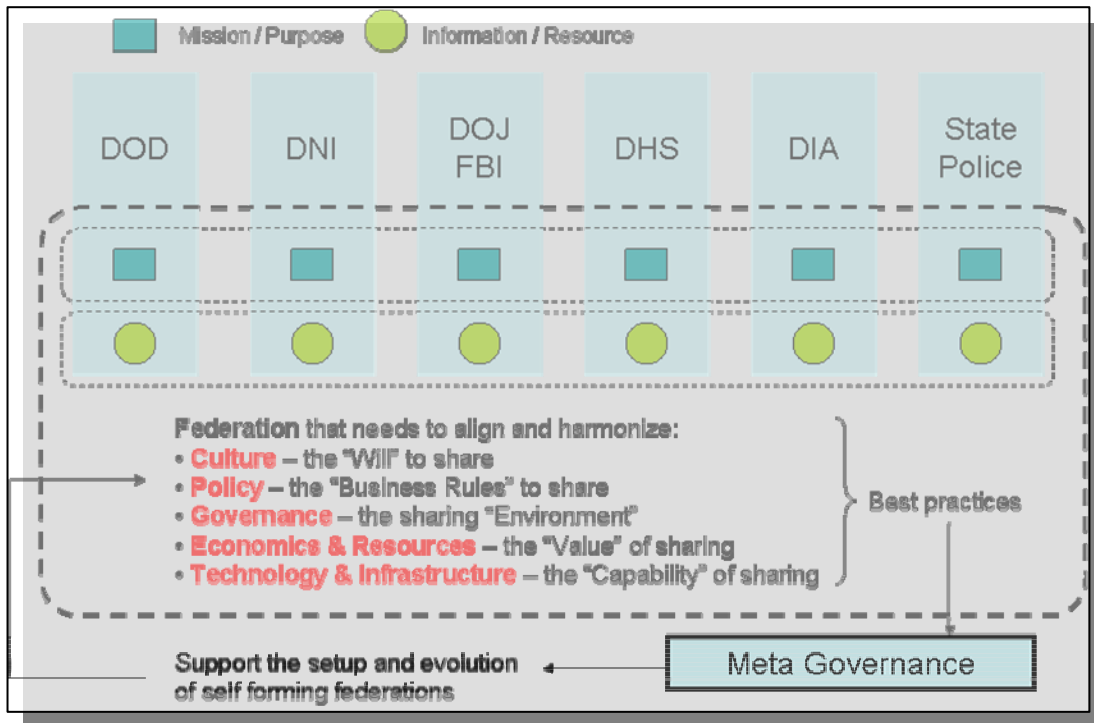 Mission / Purpose
Information / Resource
DOD
DNI
DOJ
FBI
DHS
DIA
State
Police
Federation that needs to align and harmonize:
• Culture – the “Will” to share
• Policy – the “Business Rules” to share
• Governance – the sharing “Environment”
• Economics & Resources – the “Value” of sharing
• Technology & Infrastructure – the “Capability” of sharing
Best practices
Meta Governance
Support the setup and evolution
of self forming federations